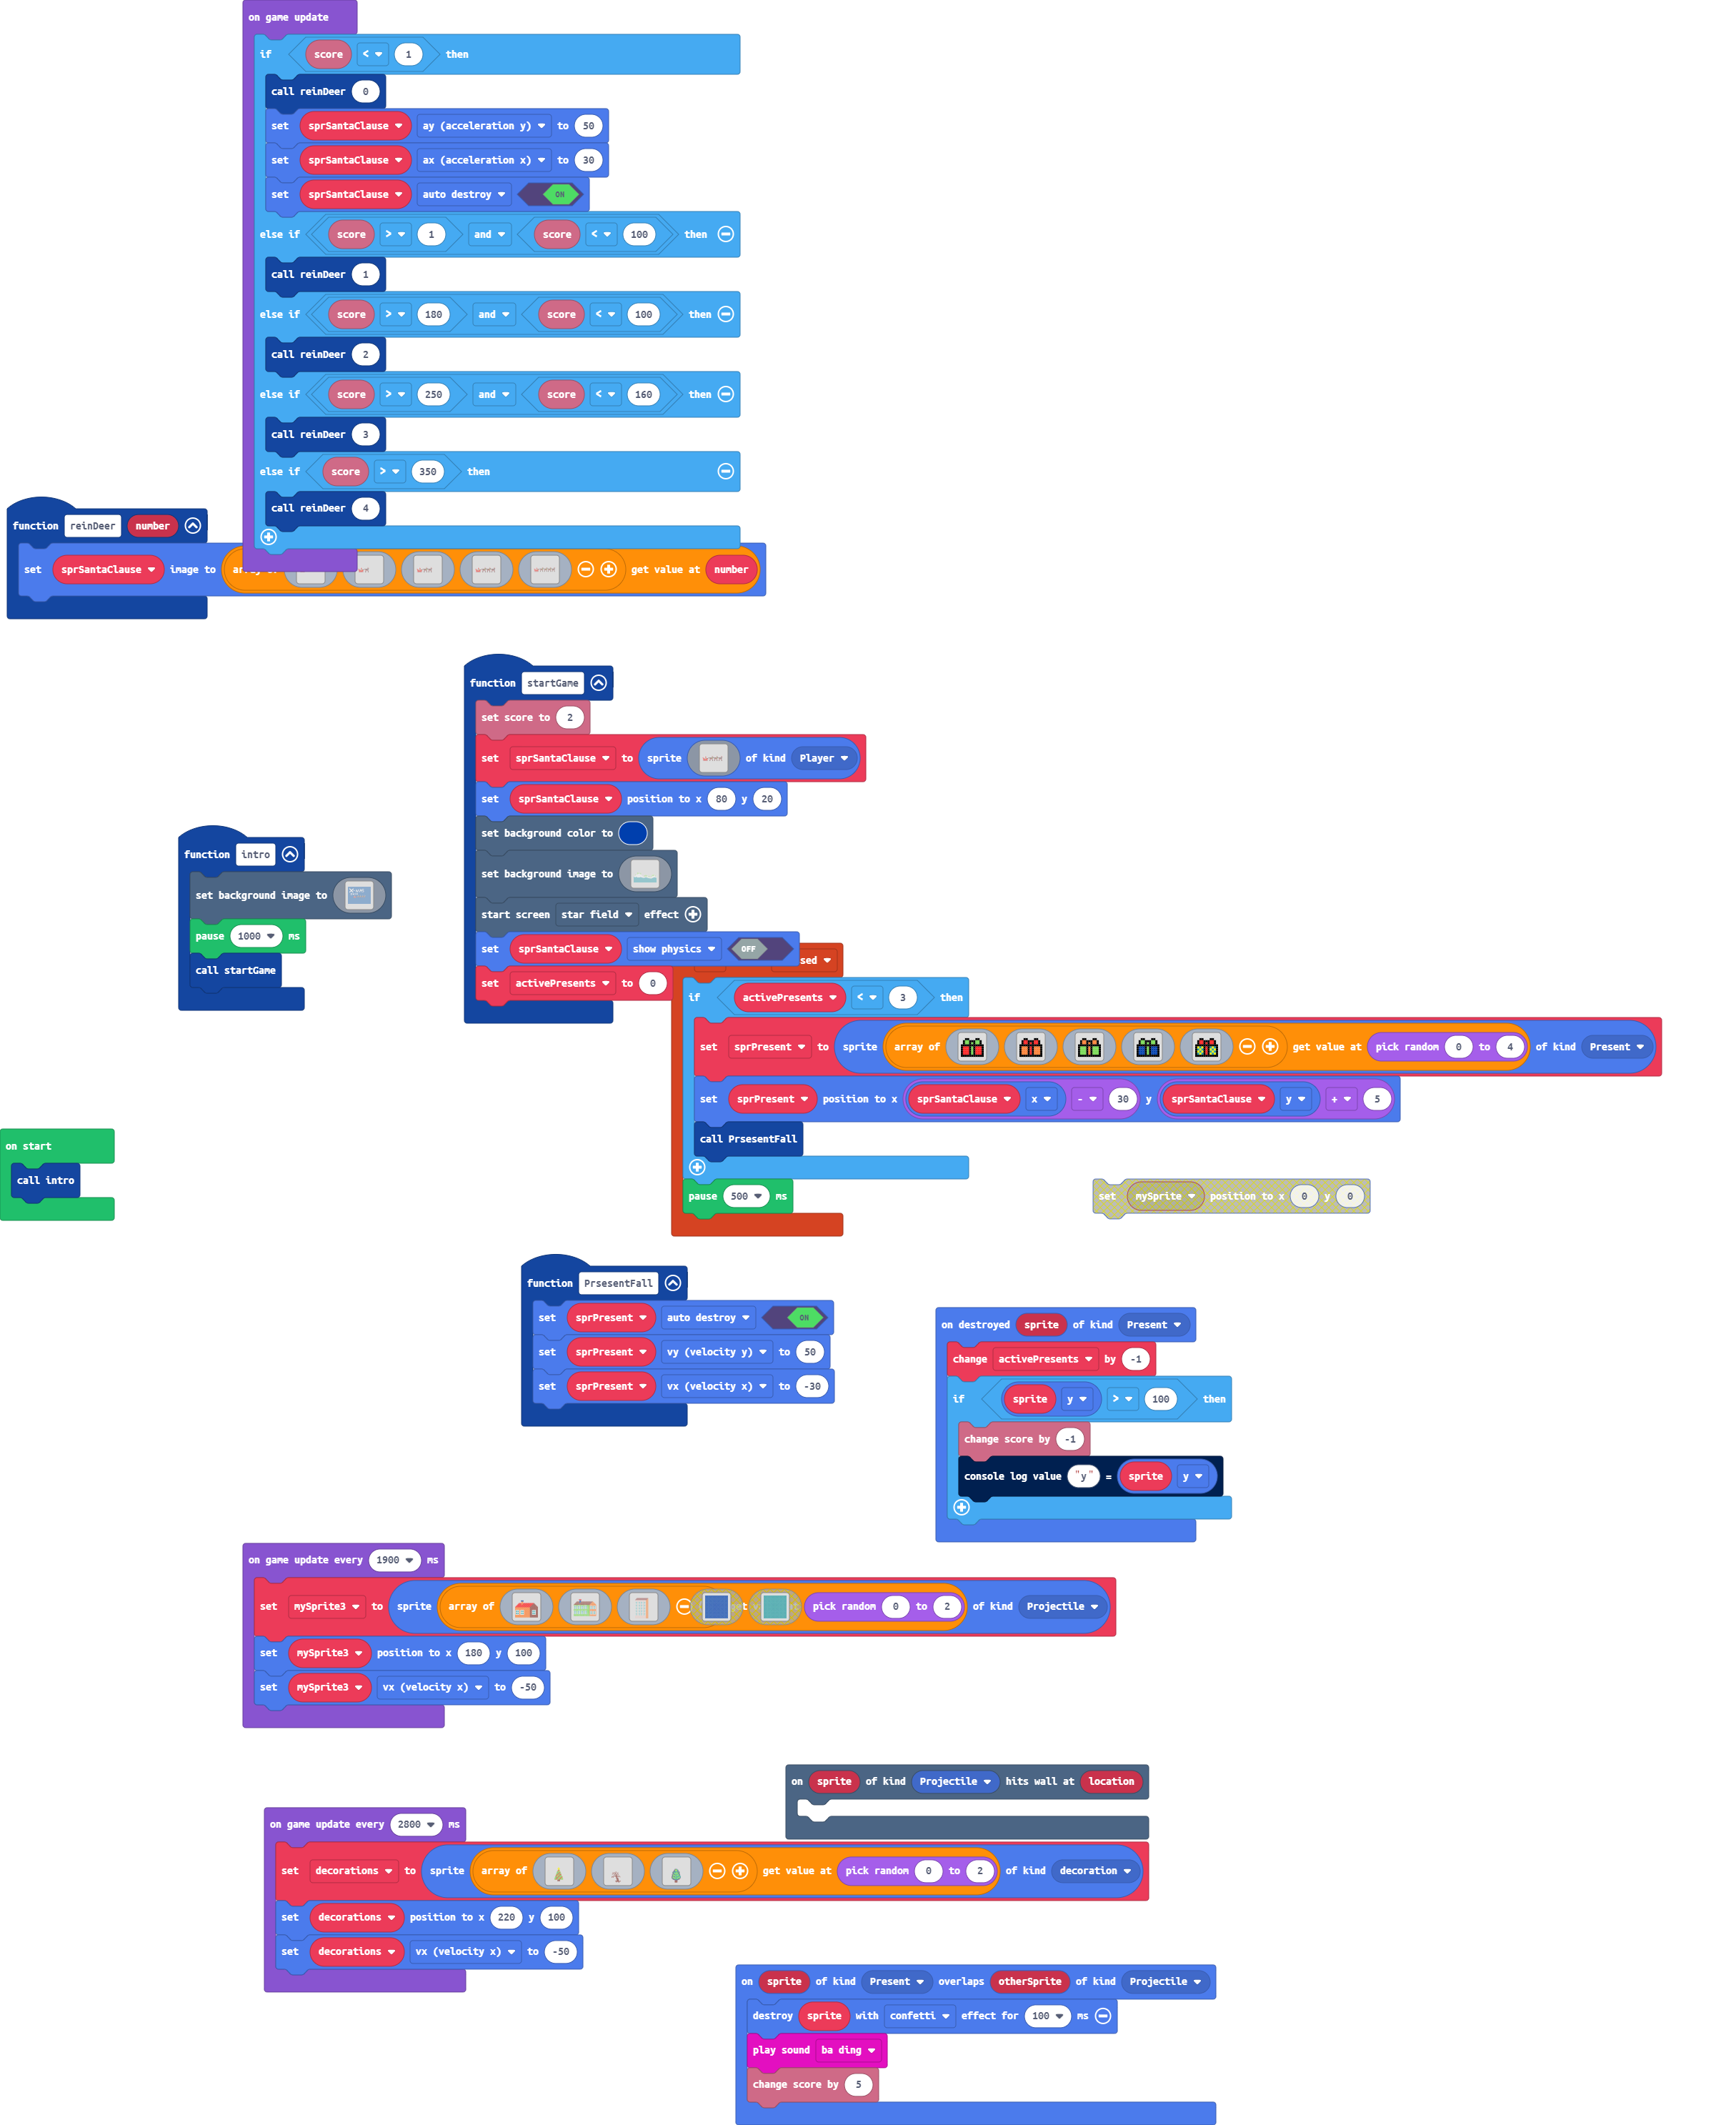 on game update
if score < 1 then
call reinDeer 0
set sprSantaClause ay (acceleration y) to 50
set sprSantaClause ax (acceleration x) to 30
set sprSantaClause auto destroy ON
else if score > 1 and score < 100 then
call reinDeer 1
else if score > 180 and score < 100 then
call reinDeer 2
else if score > 250 and score < 160 then
call reinDeer 3
else if score > 350 then
call reinDeer 4
function reinDeer number
set sprSantaClause image to array of get value at number
function startGame
set score to 2
set sprSantaClause to sprite of kind Player
set sprSantaClause position to x 80 y 20
set background color to
set background image to
start screen star field effect
set sprSantaClause show physics OFF
set activePresents to 0
function intro
set background image to
pause 1000 ms
call startGame
sed
if activePresents < 3 then
set sprPresent to sprite array of get value at pick random 0 to 4 of kind Present
set sprPresent position to x sprSantaClause x - 30 y sprSantaClause y + 5
call PrsesentFall
pause 500 ms
on start
call intro
set mySprite position to x 0 y 0
function PrsesentFall
set sprPresent auto destroy ON
set sprPresent vy (velocity y) to 50
set sprPresent vx (velocity x) to -30
on destroyed sprite of kind Present
change activePresents by -1
if sprite y > 100 then
change score by -1
console log value "y" = sprite y
on game update every 1900 ms
set mySprite3 to sprite array of pick random 0 to 2 of kind Projectile
set mySprite3 position to x 180 y 100
set mySprite3 vx (velocity x) to -50
on sprite of kind Projectile hits wall at location
on game update every 2800 ms
set decorations to sprite array of get value at pick random 0 to 2 of kind decoration
set decorations position to x 220 y 100
set decorations vx (velocity x) to -50
on sprite of kind Present overlaps otherSprite of kind Projectile
destroy sprite with confetti effect for 100 ms
play sound ba ding
change score by 5